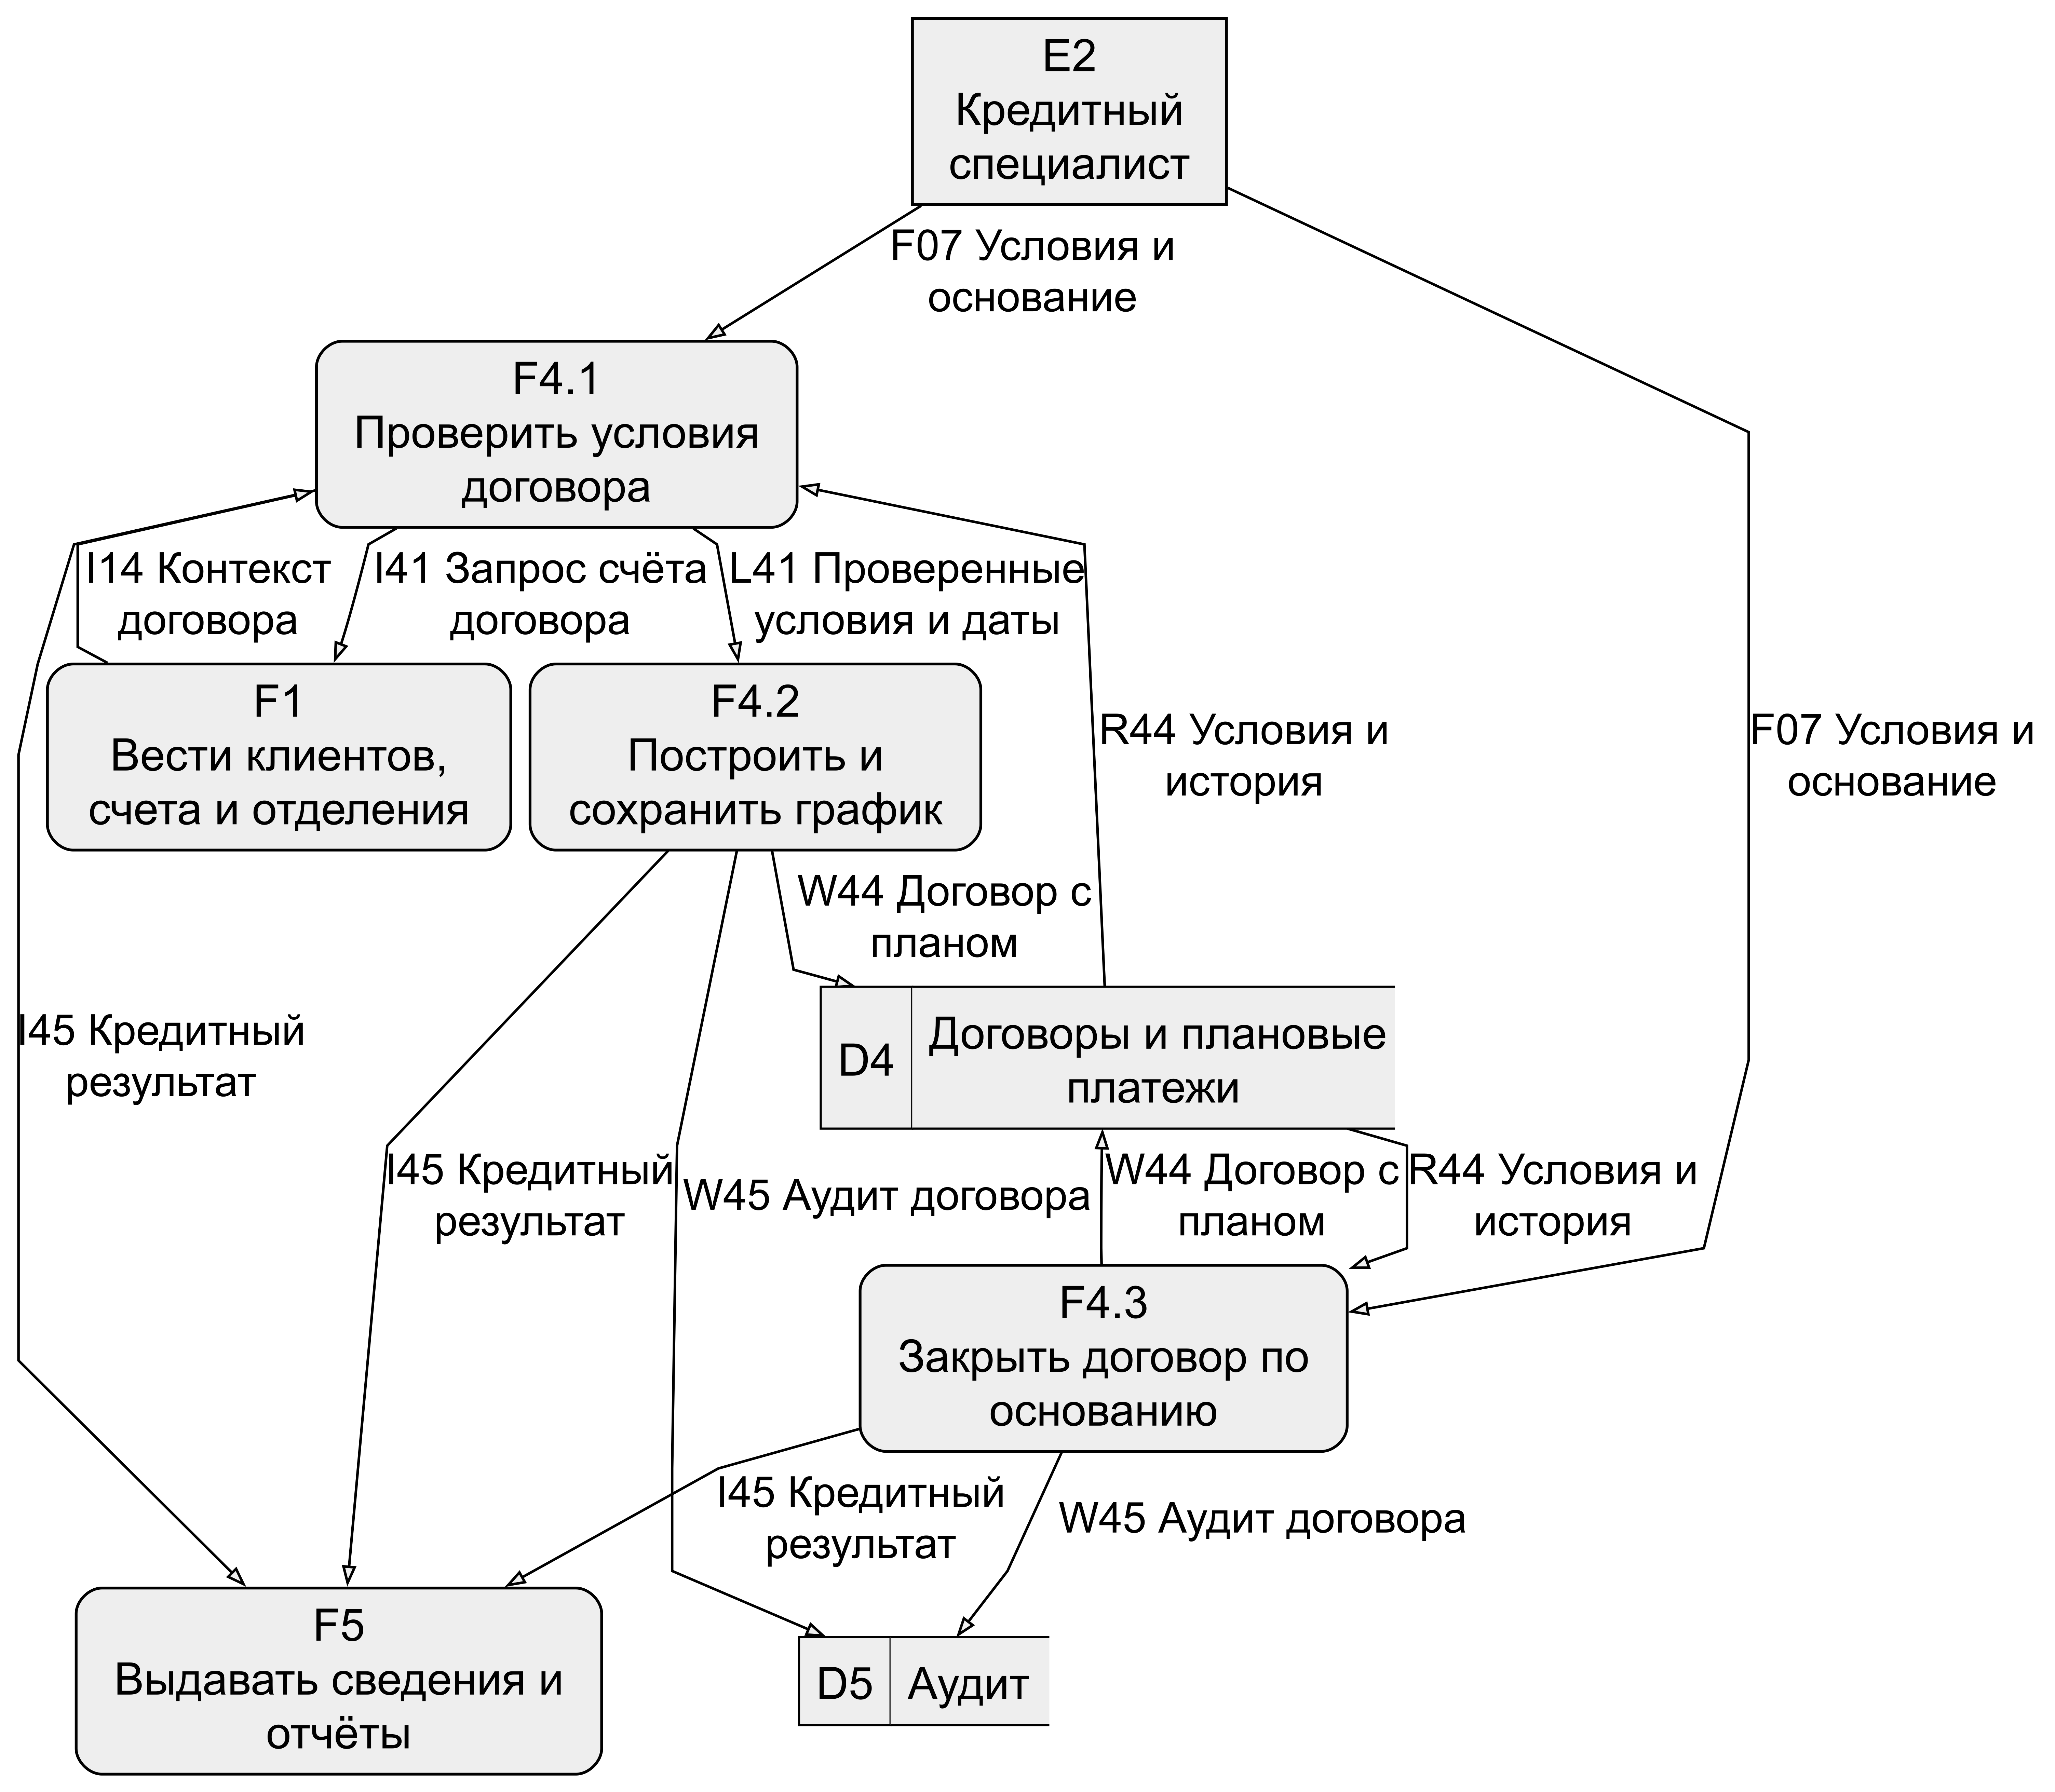 E2
Кредитный
специалист
F07 Условия и
основание
F4.1
Проверить условия
договора
I14 Контекст
договора
I41 Запрос счёта
договора
L41 Проверенные
условия и даты
F1
Вести клиентов,
счета и отделения
F4.2
Построить и
сохранить график
R44 Условия и
история
F07 Условия и
основание
W44 Договор с
планом
I45 Кредитный
результат
D4
Договоры и плановые
платежи
I45 Кредитный
результат
W45 Аудит договора
W44 Договор с
планом
R44 Условия и
история
F4.3
Закрыть договор по
основанию
I45 Кредитный
результат
W45 Аудит договора
F5
Выдавать сведения и
отчёты
D5
Аудит